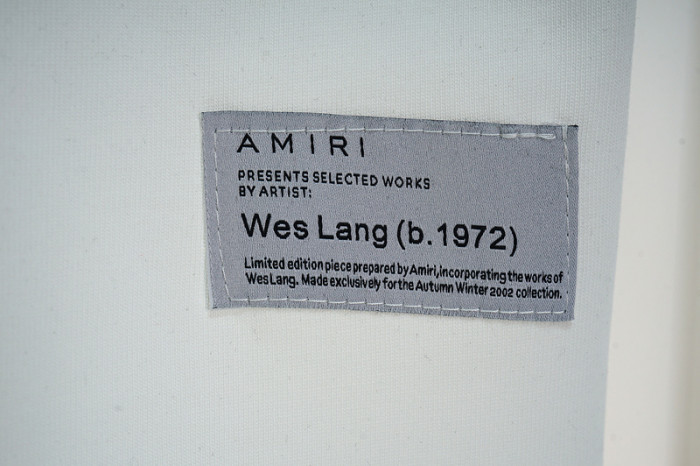 AMIRI
PRESENTS SELECTED WORKS
BY ARTIST:
Wes Lang (b.1972)
Limited edition piece prepared by Amiri,incorporating the works of
Wes Lang. Made exclusively for the Autumn Winter 2002 collection.